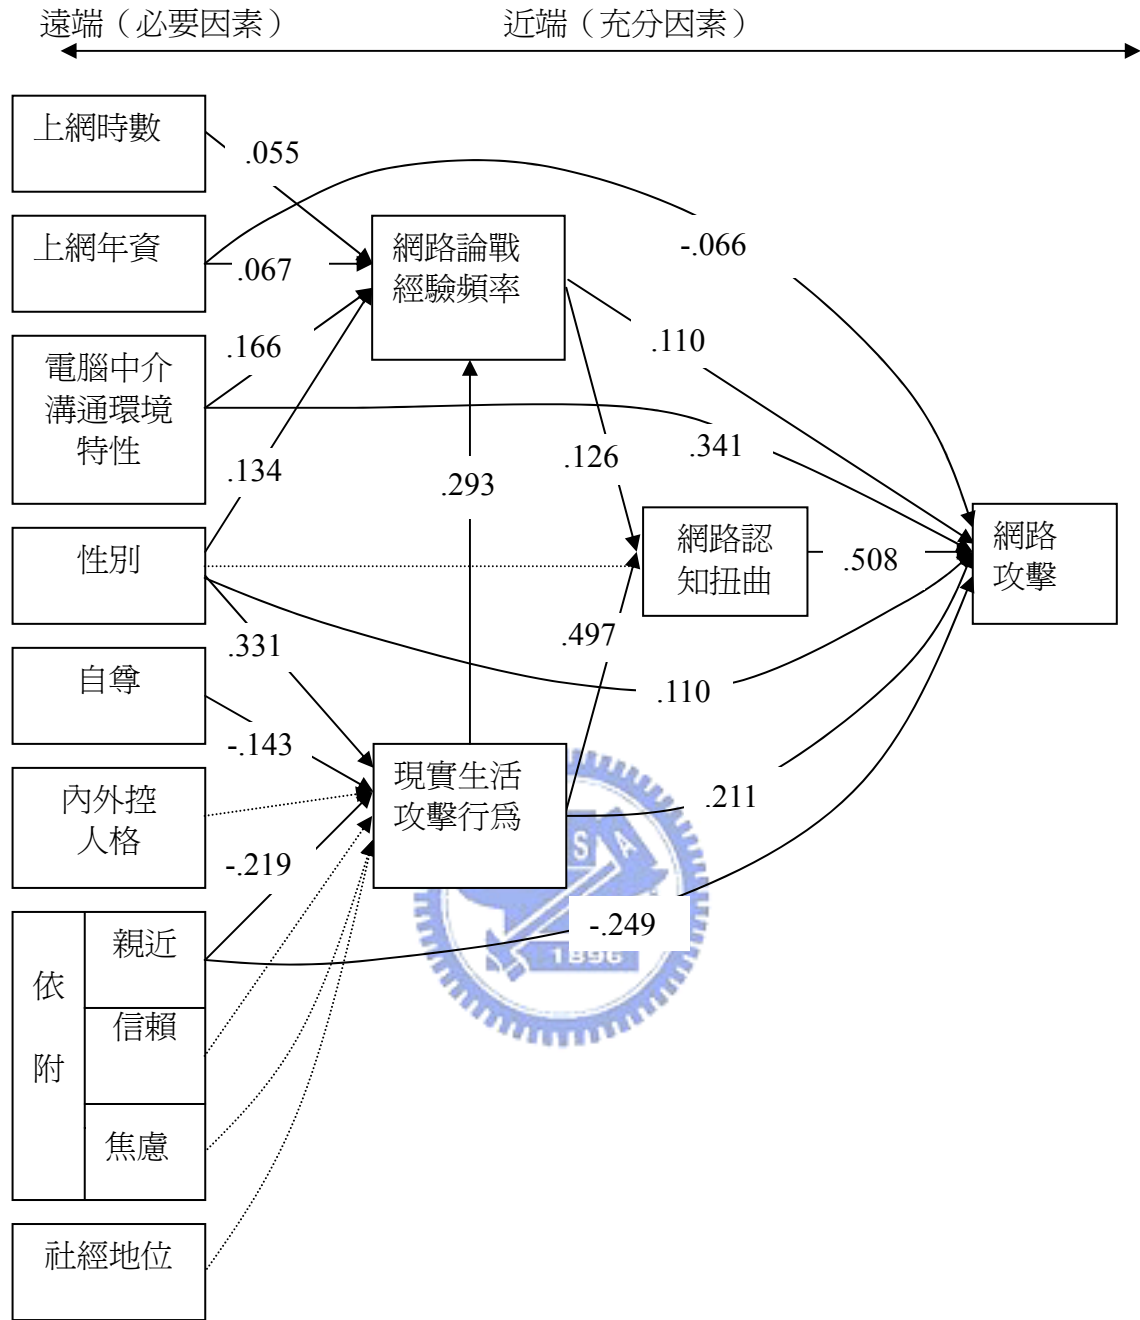 遠端（必要因素） 近端（充分因素）
上網時數
.055
上網年資
.067
網路論戰
經驗頻率
-.066
電腦中介
溝通環境
特性
.166
.110
.134
.293
.126
.341
性別
網路認
知扭曲
.508
網路
攻擊
.331
.497
.110
自尊
-.143
內外控
人格
現實生活
攻擊行為
.211
-.219
-.249
依
附
親近
信賴
焦慮
社經地位
S A
1896